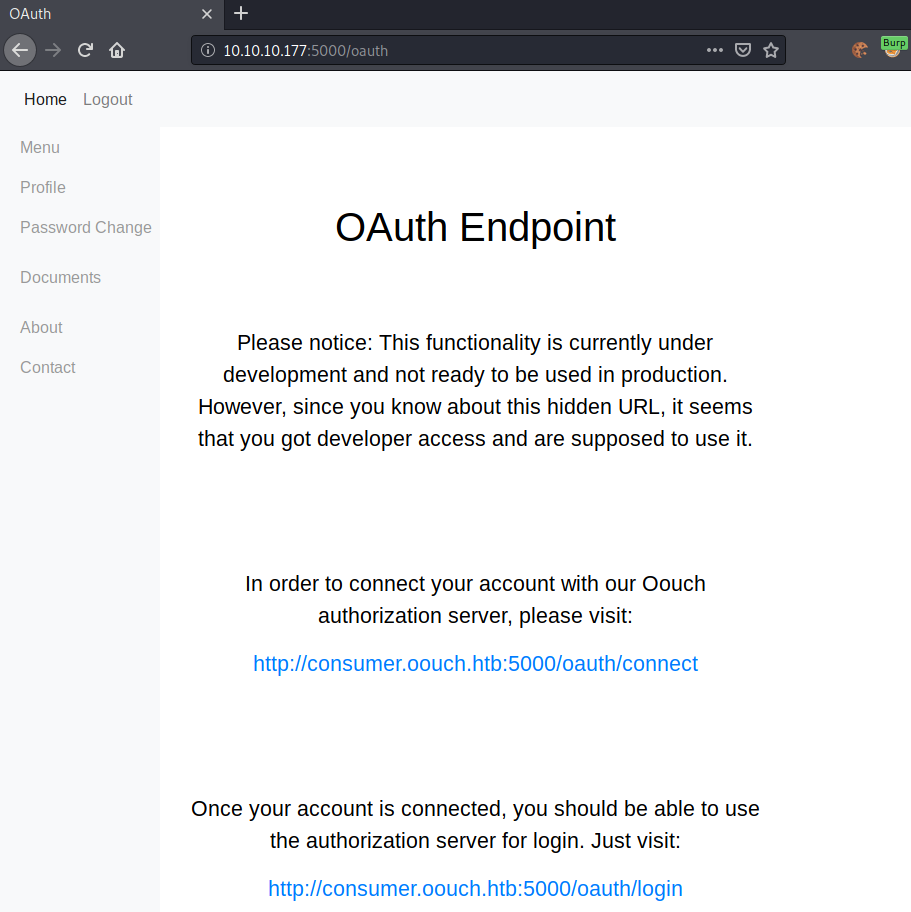 OAuth
10.10.10.177:5000/oauth
Burp
Home Logout
Menu
Profile
Password Change
Documents
About
Contact
OAuth Endpoint
Please notice: This functionality is currently under
development and not ready to be used in production.
However, since you know about this hidden URL, it seems
that you got developer access and are supposed to use it.
In order to connect your account with our Oouch
authorization server, please visit:
http://consumer.oouch.htb:5000/oauth/connect
Once your account is connected, you should be able to use
the authorization server for login. Just visit:
http://consumer.oouch.htb:5000/oauth/login